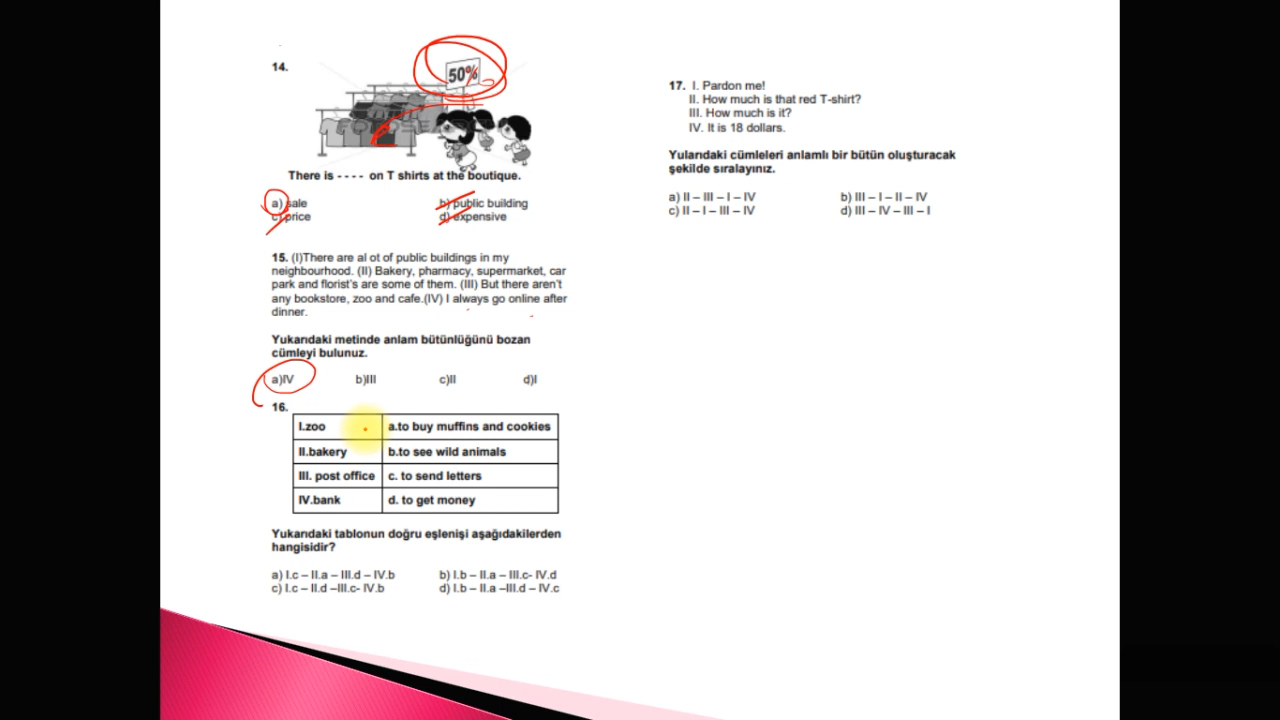 14.
50%
There is - - - - on T shirts at the boutique.
a) sale b) public building
c) price d) expensive
15. (I)There are al ot of public buildings in my
neighbourhood. (II) Bakery, pharmacy, supermarket, car
park and florist's are some of them. (III) But there aren't
any bookstore, zoo and cafe.(IV) I always go online after
dinner.
Yukarıdaki metinde anlam bütünlüğünü bozan
cümleyi bulunuz.
a)IV b)III c)II d)I
16.
I.zoo a.to buy muffins and cookies
II.bakery b.to see wild animals
III. post office c. to send letters
IV.bank d. to get money
Yukarıdaki tablonun doğru eşlenişi aşağıdakilerden
hangisidir?
a) I.c – II.a – III.d – IV.b b) I.b – II.a – III.c- IV.d
c) I.c – II.d –III.c- IV.b d) I.b – II.a –III.d – IV.c
17. I. Pardon me!
II. How much is that red T-shirt?
III. How much is it?
IV. It is 18 dollars.
Yularıdaki cümleleri anlamlı bir bütün oluşturacak
şekilde sıralayınız.
a) II – III – I – IV b) III – I – II – IV
c) II – I – III – IV d) III – IV – III – I